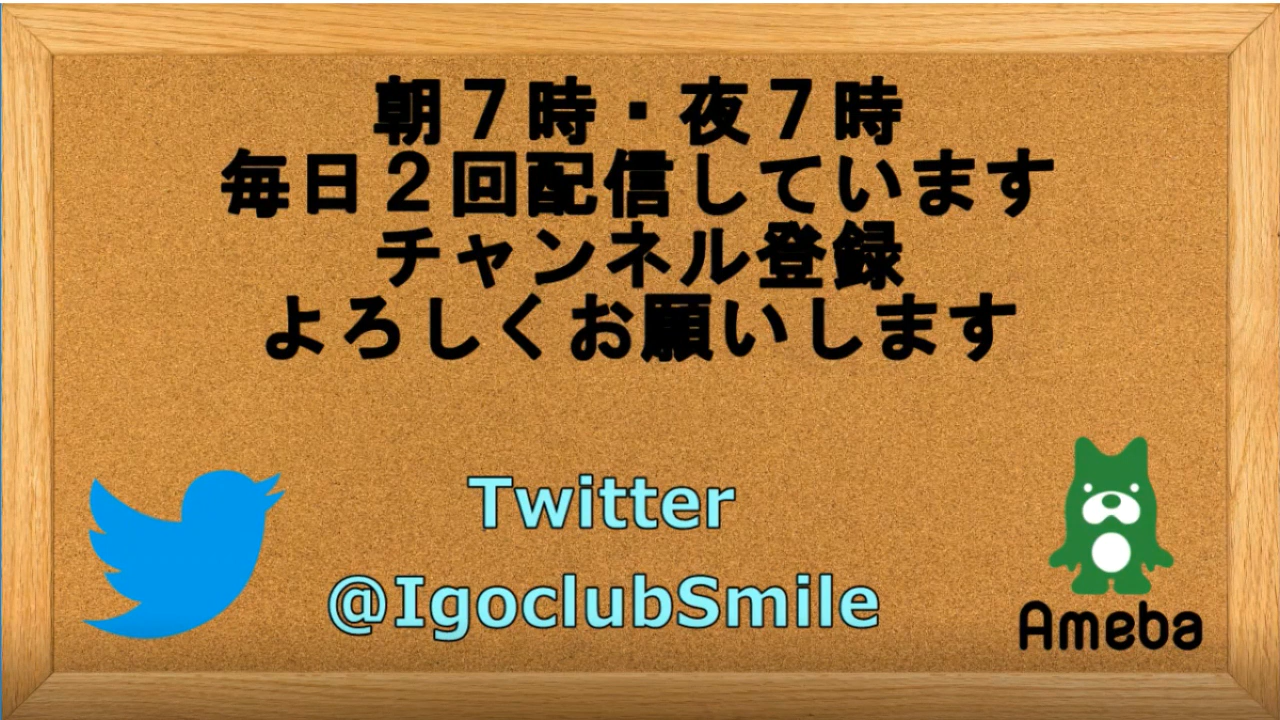 朝７時・夜７時
毎日２回配信しています
チャンネル登録
よろしくお願いします
Twitter
@IgoclubSmile
Ameba